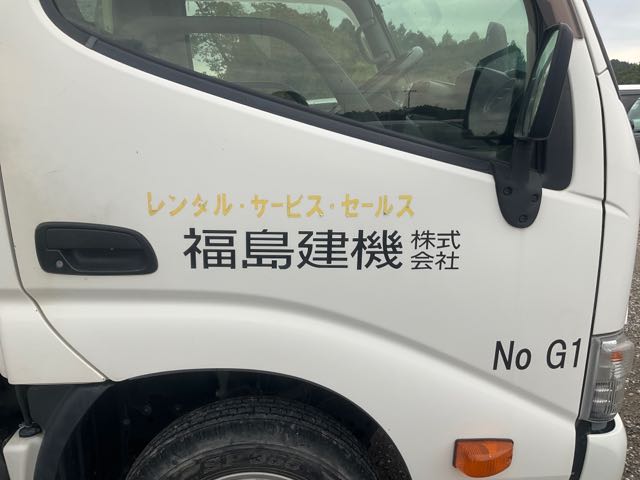 レンタル・サービス・セールス
福島建機株式会社
No G1